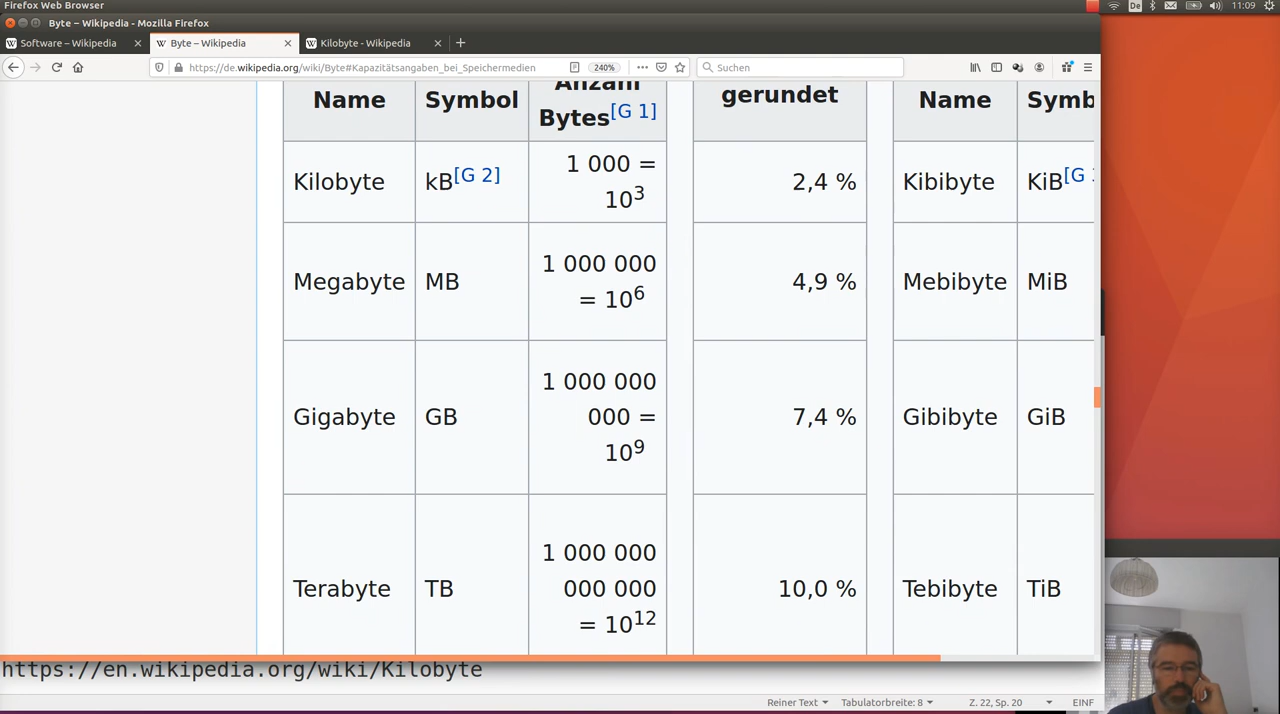 Firefox Web Browser
De
11:09
Byte – Wikipedia - Mozilla Firefox
Software – Wikipedia
Byte – Wikipedia
Kilobyte - Wikipedia
https://de.wikipedia.org/wiki/Byte#Kapazitätsangaben_bei_Speichermedien
240%
Suchen
Name
Symbol
Anzahl
Bytes[G 1]
gerundet
Name
Symb
Kilobyte
kB[G 2]
1 000 =
10³
2,4 %
Kibibyte
KiB[G
Megabyte
MB
1 000 000
= 10⁶
4,9 %
Mebibyte
MiB
Gigabyte
GB
1 000 000
000 =
10⁹
7,4 %
Gibibyte
GiB
Terabyte
TB
1 000 000
000 000
= 10¹²
10,0 %
Tebibyte
TiB
https://en.wikipedia.org/wiki/Kilobyte
Reiner Text
Tabulatorbreite: 8
Z. 22, Sp. 20
EINF